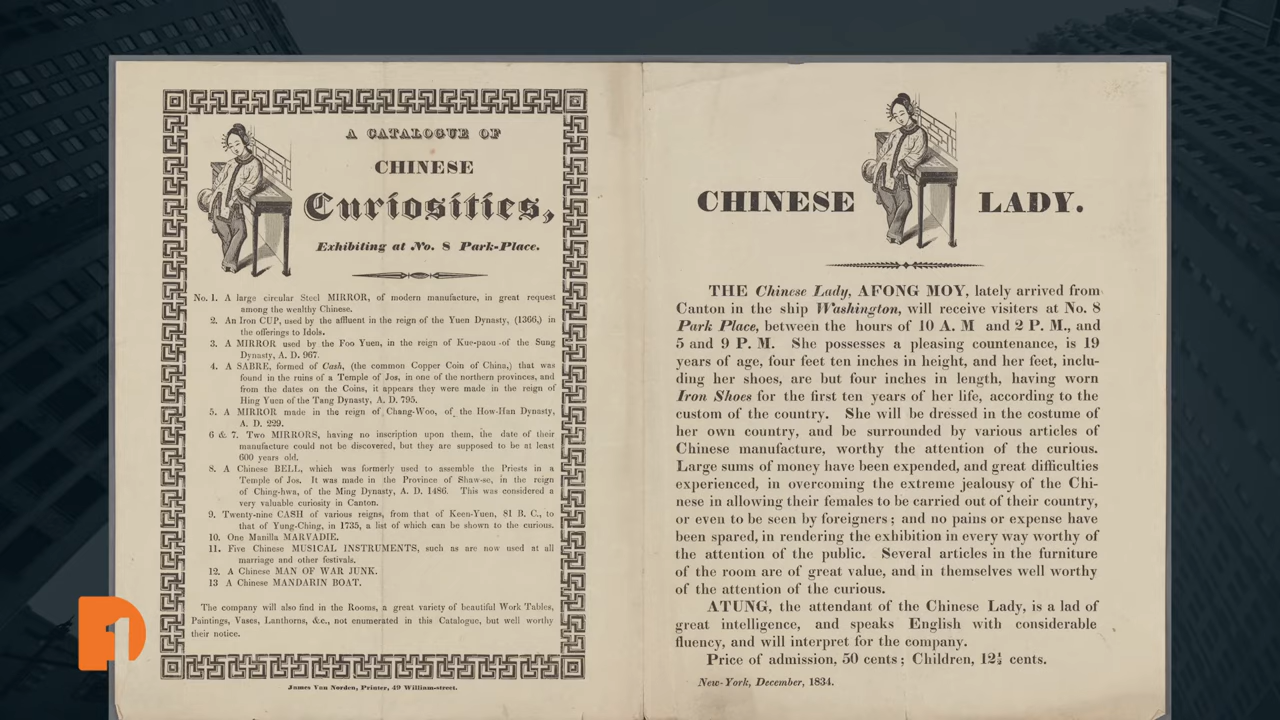 A CATALOGUE OF
CHINESE
Curiosities,
Exhibiting at No. 8 Park-Place.
No. 1. A large circular Steel MIRROR, of modern manufacture, in great request
among the wealthy Chinese.
2. An Iron CUP, used by the affluent in the reign of the Yuen Dynasty, (1366,) in
the offerings to Idols.
3. A MIRROR used by the Foo Yuen, in the reign of Kue-paou of the Sung
Dynasty, A. D. 967.
4. A SABRE, formed of Cash, (the common Copper Coin of China,) that was
found in the ruins of a Temple of Jos, in one of the northern provinces, and
from the dates on the Coins, it appears they were made in the reign of
Hing Yuen of the Tang Dynasty, A. D. 795.
5. A MIRROR made in the reign of Chang-Woo, of the How-Han Dynasty,
A. D. 229.
6 & 7. Two MIRRORS, having no inscription upon them, the date of their
manufacture could not be discovered, but they are supposed to be at least
600 years old.
8. A Chinese BELL, which was formerly used to assemble the Priests in a
Temple of Jos. It was made in the Province of Shaw-se, in the reign
of Ching-hwa, of the Ming Dynasty, A. D. 1486. This was considered a
very valuable curiosity in Canton.
9. Twenty-nine CASH of various reigns, from that of Keen-Yuen, 81 B. C., to
that of Yung-Ching, in 1735, a list of which can be shown to the curious.
10. One Manilla MARVADIE.
11. Five Chinese MUSICAL INSTRUMENTS, such as are now used at all
marriage and other festivals.
12. A Chinese MAN OF WAR JUNK.
13 A Chinese MANDARIN BOAT.
The company will also find in the Rooms, a great variety of beautiful Work Tables,
Paintings, Vases, Lanthorns, &c., not enumerated in this Catalogue, but well worthy
their notice.
James Van Norden, Printer, 49 William-street.
CHINESE LADY.
THE Chinese Lady, AFONG MOY, lately arrived from
Canton in the ship Washington, will receive visiters at No. 8
Park Place, between the hours of 10 A. M and 2 P. M., and
5 and 9 P. M. She possesses a pleasing countenance, is 19
years of age, four feet ten inches in height, and her feet, inclu-
ding her shoes, are but four inches in length, having worn
Iron Shoes for the first ten years of her life, according to the
custom of the country. She will be dressed in the costume of
her own country, and be surrounded by various articles of
Chinese manufacture, worthy the attention of the curious.
Large sums of money have been expended, and great difficulties
experienced, in overcoming the extreme jealousy of the Chi-
nese in allowing their females to be carried out of their country,
or even to be seen by foreigners; and no pains or expense have
been spared, in rendering the exhibition in every way worthy of
the attention of the public. Several articles in the furniture
of the room are of great value, and in themselves well worthy
of the attention of the curious.
ATUNG, the attendant of the Chinese Lady, is a lad of
great intelligence, and speaks English with considerable
fluency, and will interpret for the company.
Price of admission, 50 cents; Children, 12½ cents.
New-York, December, 1834.
1